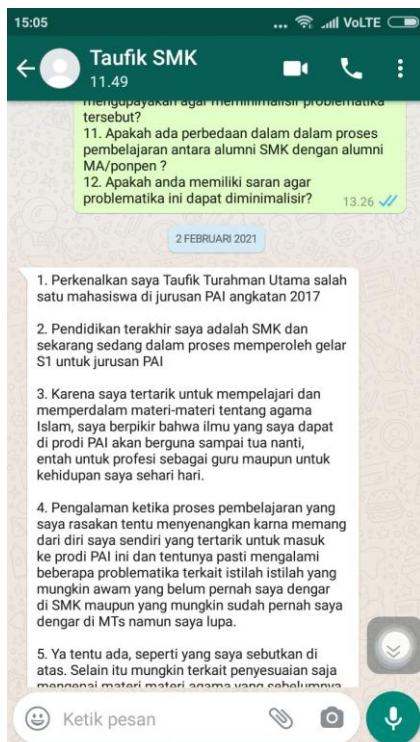 15:05
... VoLTE
Taufik SMK
11.49
mengupayakan agar meminimalisir problematika
tersebut?
11. Apakah ada perbedaan dalam dalam proses
pembelajaran antara alumni SMK dengan alumni
MA/ponpen ?
12. Apakah anda memiliki saran agar
problematika ini dapat diminimalisir?
13.26
2 FEBRUARI 2021
1. Perkenalkan saya Taufik Turahman Utama salah
satu mahasiswa di jurusan PAI angkatan 2017
2. Pendidikan terakhir saya adalah SMK dan
sekarang sedang dalam proses memperoleh gelar
S1 untuk jurusan PAI
3. Karena saya tertarik untuk mempelajari dan
memperdalam materi-materi tentang agama
Islam, saya berpikir bahwa ilmu yang saya dapat
di prodi PAI akan berguna sampai tua nanti,
entah untuk profesi sebagai guru maupun untuk
kehidupan saya sehari hari.
4. Pengalaman ketika proses pembelajaran yang
saya rasakan tentu menyenangkan karna memang
dari diri saya sendiri yang tertarik untuk masuk
ke prodi PAI ini dan tentunya pasti mengalami
beberapa problematika terkait istilah istilah yang
mungkin awam yang belum pernah saya dengar
di SMK maupun yang mungkin sudah pernah saya
dengar di MTs namun saya lupa.
5. Ya tentu ada, seperti yang saya sebutkan di
atas. Selain itu mungkin terkait penyesuaian saja
mengenai materi materi agama yang sebelumnya
Ketik pesan